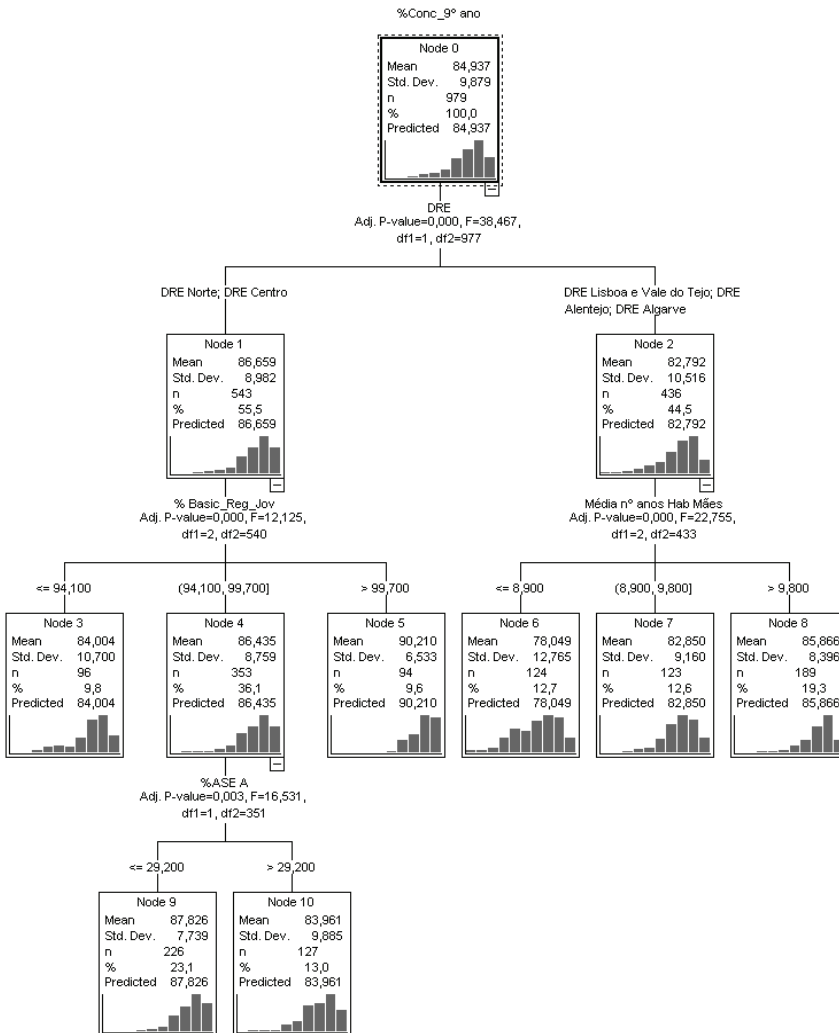 %Conc_9º ano
Node 0
Mean 84,937
Std. Dev. 9,879
n 979
% 100,0
Predicted 84,937
DRE
Adj. P-value=0,000, F=38,467,
df1=1, df2=977
DRE Norte; DRE Centro
DRE Lisboa e Vale do Tejo; DRE
Alentejo; DRE Algarve
Node 1
Mean 86,659
Std. Dev. 8,982
n 543
% 55,5
Predicted 86,659
Node 2
Mean 82,792
Std. Dev. 10,516
n 436
% 44,5
Predicted 82,792
% Basic_Reg_Jov
Adj. P-value=0,000, F=12,125,
df1=2, df2=540
Média nº anos Hab Mães
Adj. P-value=0,000, F=22,755,
df1=2, df2=433
<= 94,100
(94,100, 99,700]
> 99,700
<= 8,900
(8,900, 9,800]
> 9,800
Node 3
Mean 84,004
Std. Dev. 10,700
n 96
% 9,8
Predicted 84,004
Node 4
Mean 86,435
Std. Dev. 8,759
n 353
% 36,1
Predicted 86,435
Node 5
Mean 90,210
Std. Dev. 6,533
n 94
% 9,6
Predicted 90,210
Node 6
Mean 78,049
Std. Dev. 12,765
n 124
% 12,7
Predicted 78,049
Node 7
Mean 82,850
Std. Dev. 9,160
n 123
% 12,6
Predicted 82,850
Node 8
Mean 85,866
Std. Dev. 8,396
n 189
% 19,3
Predicted 85,866
%ASE A
Adj. P-value=0,003, F=16,531,
df1=1, df2=351
<= 29,200
> 29,200
Node 9
Mean 87,826
Std. Dev. 7,739
n 226
% 23,1
Predicted 87,826
Node 10
Mean 83,961
Std. Dev. 9,885
n 127
% 13,0
Predicted 83,961